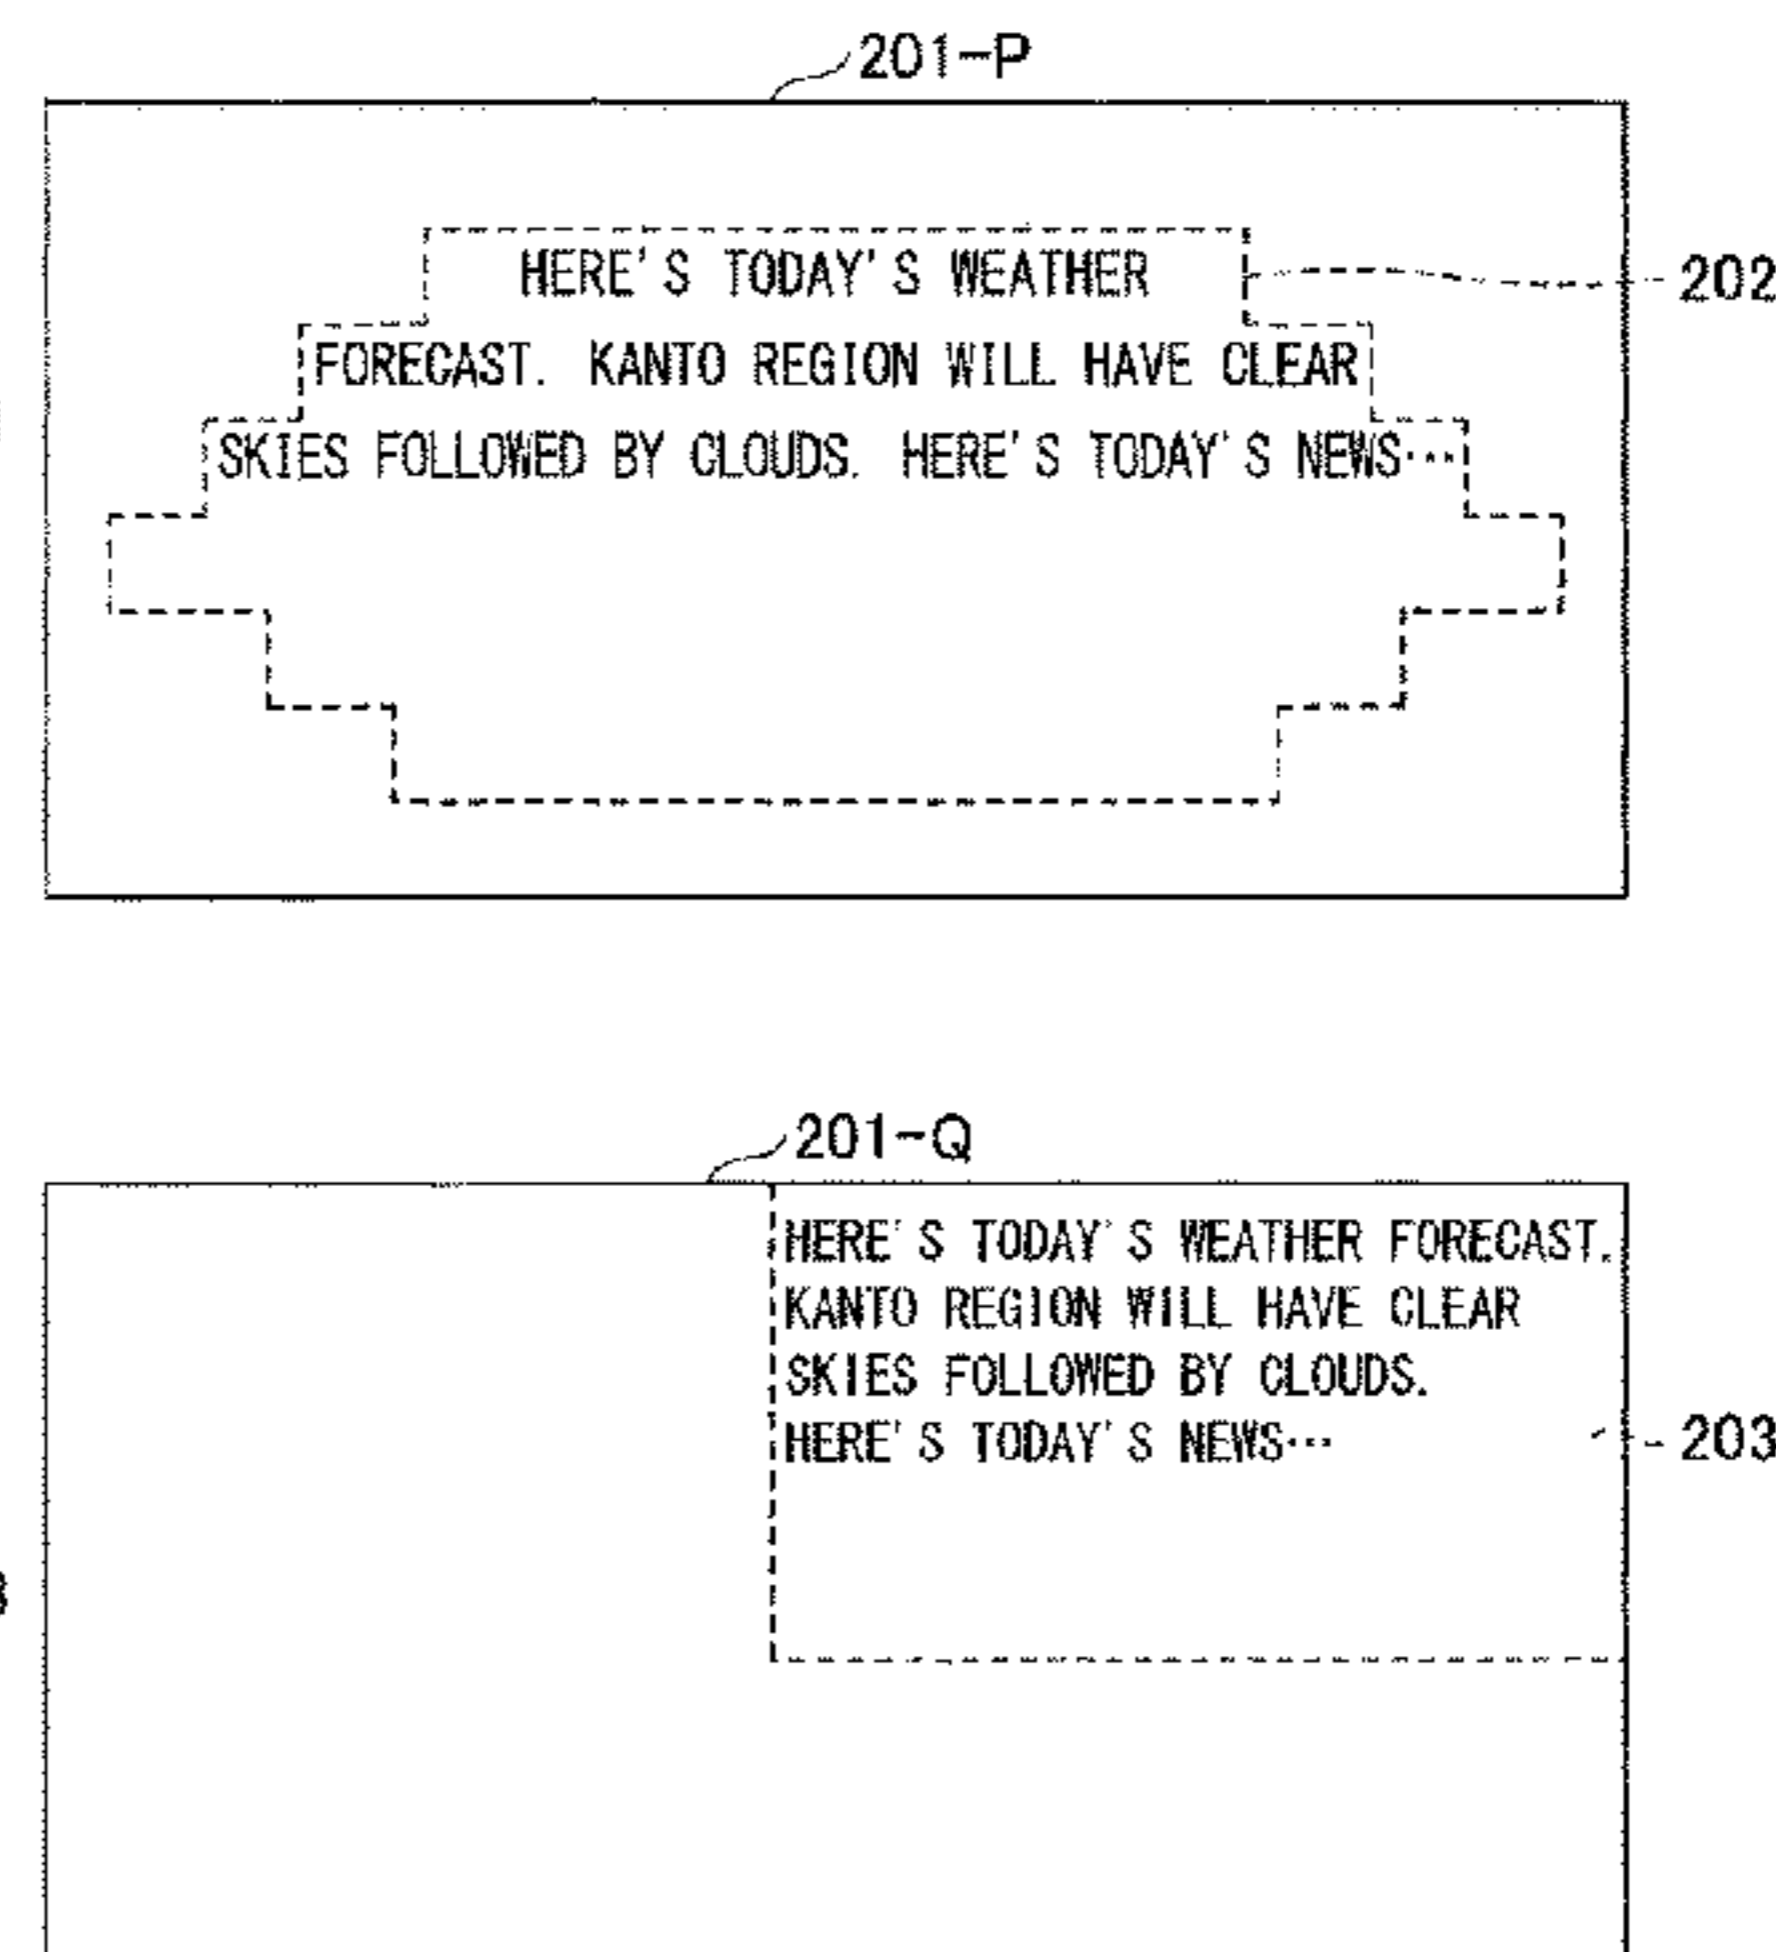 201-P
HERE'S TODAY'S WEATHER
202
FORECAST. KANTO REGION WILL HAVE CLEAR
SKIES FOLLOWED BY CLOUDS. HERE'S TODAY'S NEWS…
201-Q
HERE'S TODAY'S WEATHER FORECAST.
KANTO REGION WILL HAVE CLEAR
SKIES FOLLOWED BY CLOUDS.
HERE'S TODAY'S NEWS…
203